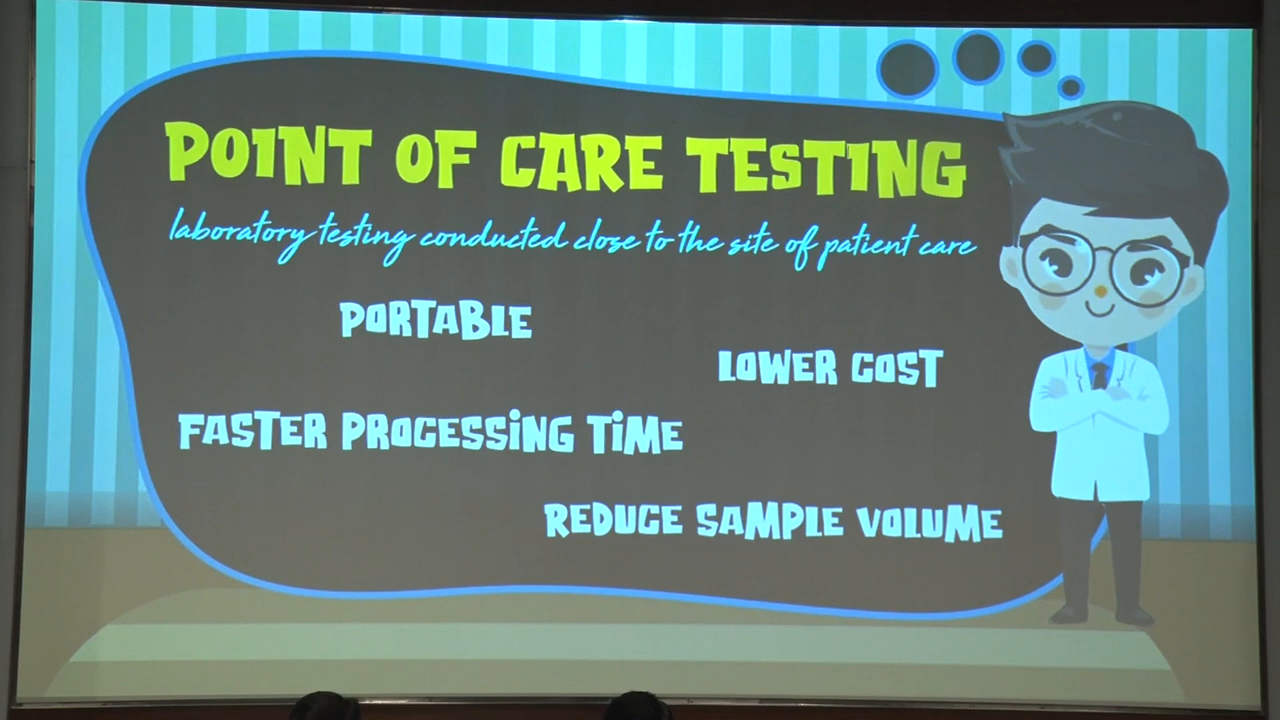 POINT OF CARE TESTING
laboratory testing conducted close to the site of patient care
PORTABLE
LOWER COST
FASTER PROCESSING TIME
REDUCE SAMPLE VOLUME